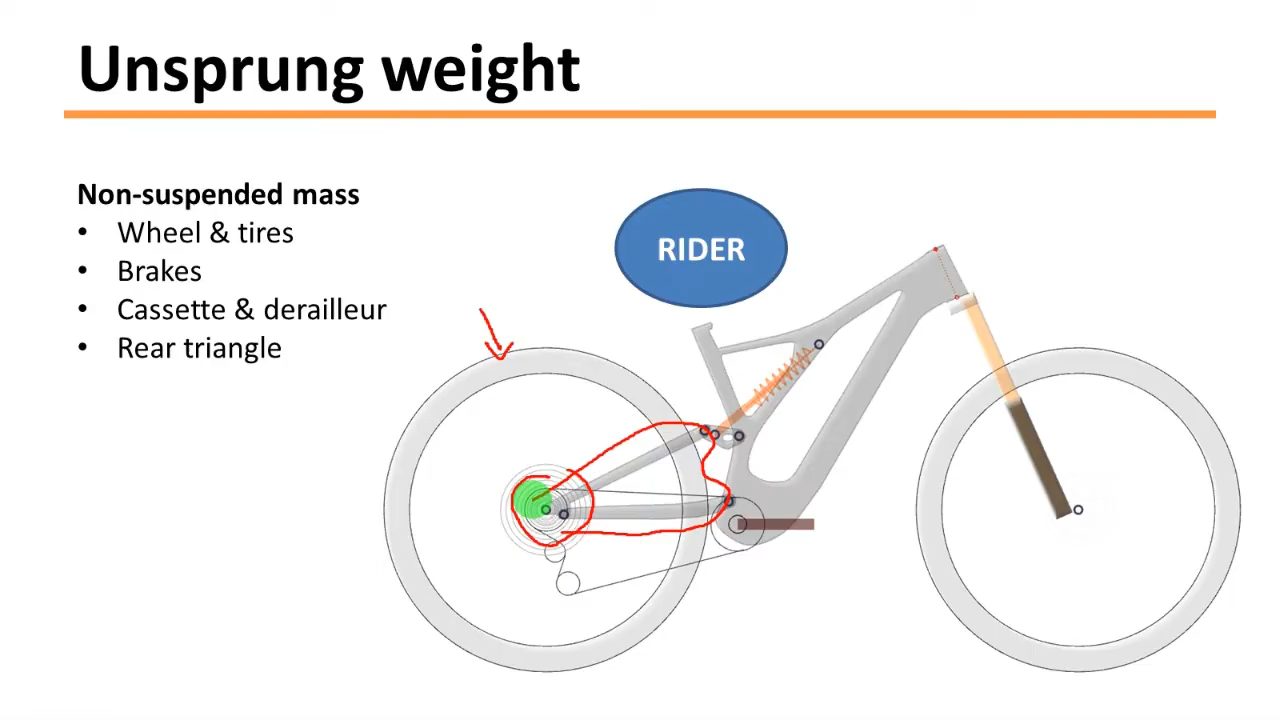 Unsprung weight
Non-suspended mass
• Wheel & tires
• Brakes
• Cassette & derailleur
• Rear triangle
RIDER